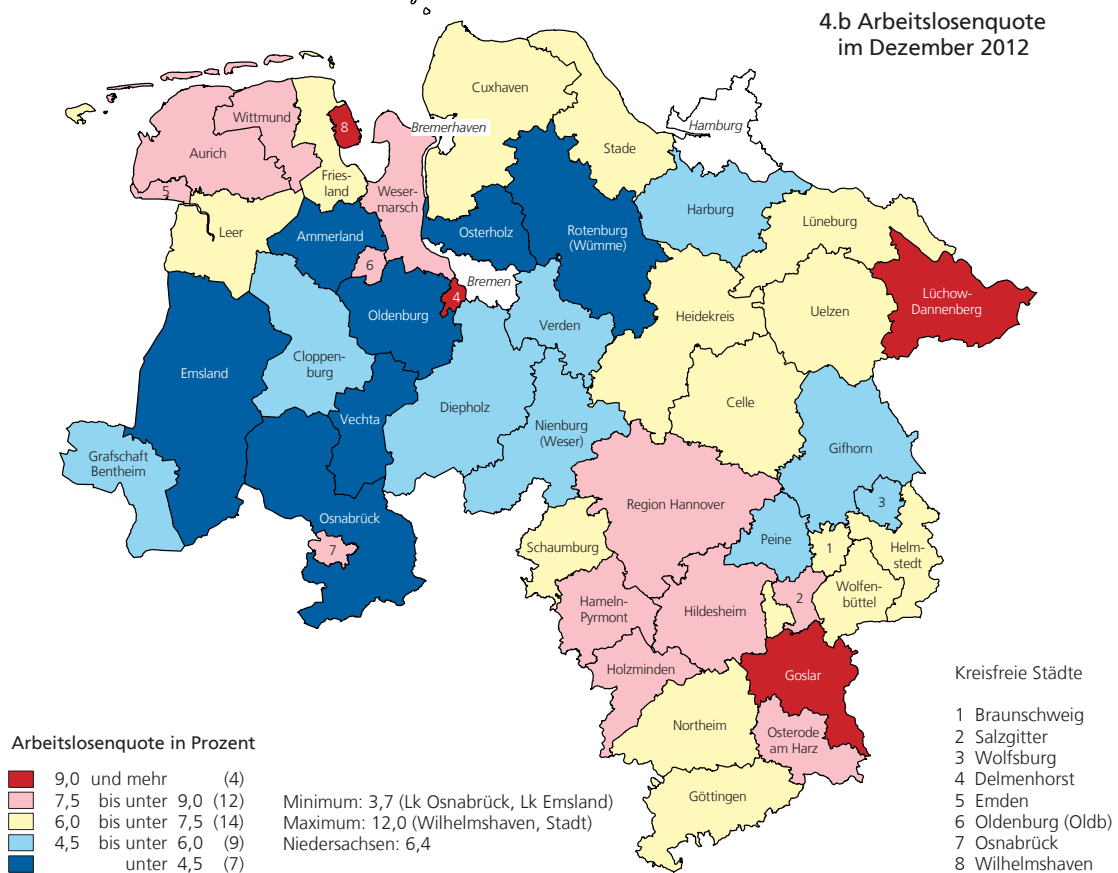 4.b Arbeitslosenquote
im Dezember 2012
Cuxhaven
Wittmund
8
Bremerhaven
Hamburg
Aurich
Stade
5
Fries-
land
Weser-
marsch
Harburg
Lüneburg
Leer
Ammerland
Osterholz
Rotenburg
(Wümme)
6
Bremen
4
Lüchow-
Dannenberg
Oldenburg
Verden
Heidekreis
Uelzen
Emsland
Cloppen-
burg
Diepholz
Celle
Vechta
Nienburg
(Weser)
Gifhorn
Grafschaft
Bentheim
Region Hannover
3
Osnabrück
7
Schaumburg
Peine
1
Helm-
stedt
Wolfen-
büttel
Hameln-
Pyrmont
Hildesheim
2
Holzminden
Goslar
Northeim
Osterode
am Harz
Göttingen
Kreisfreie Städte
1 Braunschweig
2 Salzgitter
3 Wolfsburg
4 Delmenhorst
5 Emden
6 Oldenburg (Oldb)
7 Osnabrück
8 Wilhelmshaven
Arbeitslosenquote in Prozent
9,0 und mehr (4)
7,5 bis unter 9,0 (12)
6,0 bis unter 7,5 (14)
4,5 bis unter 6,0 (9)
unter 4,5 (7)
Minimum: 3,7 (Lk Osnabrück, Lk Emsland)
Maximum: 12,0 (Wilhelmshaven, Stadt)
Niedersachsen: 6,4